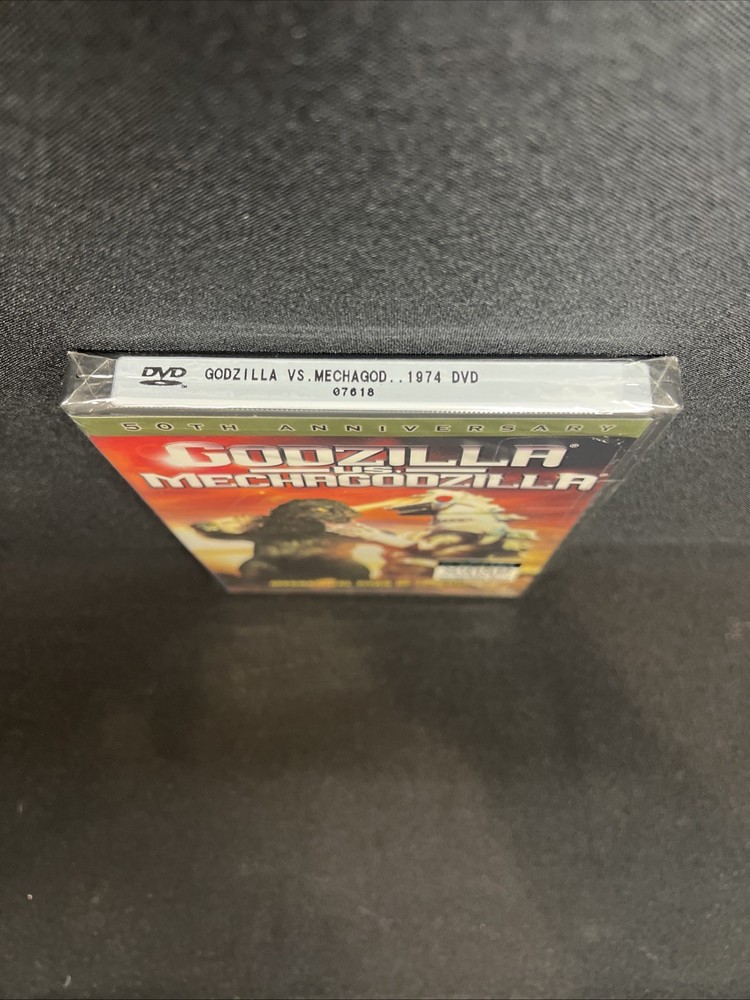 DVD
GODZILLA VS.MECHAGOD..1974 DVD
07618
50TH ANNIVERSARY
GODZILLA®
VS.
MECHAGODZILLA